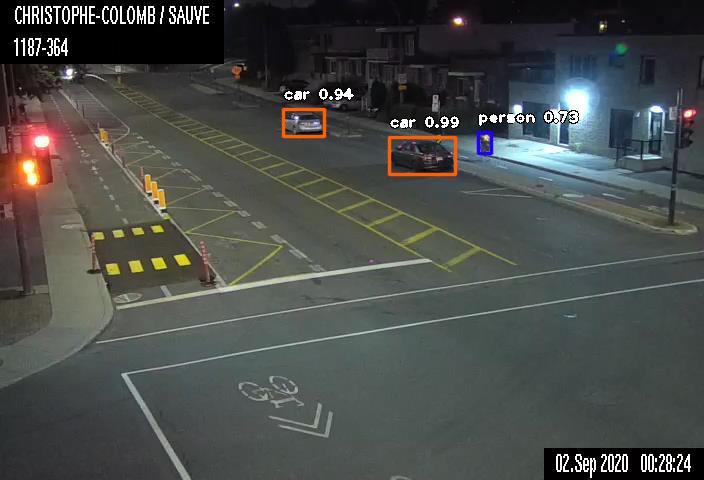 CHRISTOPHE-COLOMB / SAUVE
1187-364
car 0.94
car 0.99
person 0.73
02.Sep 2020 00:28:24